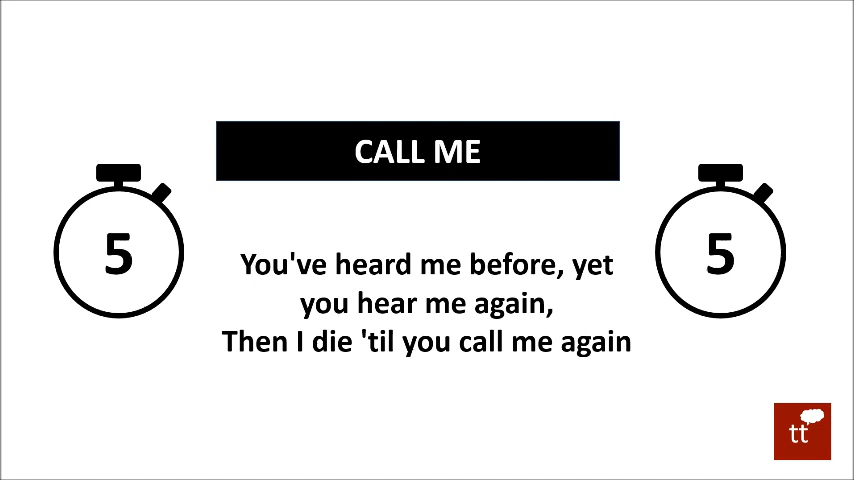 CALL ME
5
5
You've heard me before, yet
you hear me again,
Then I die 'til you call me again
tt